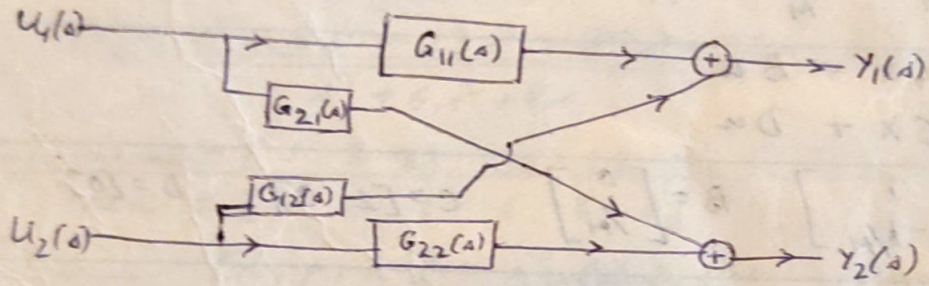 U₁(s) G₁₁(s) + Y₁(s)
G₂₁(s)
G₁₂(s)
U₂(s) G₂₂(s) + Y₂(s)